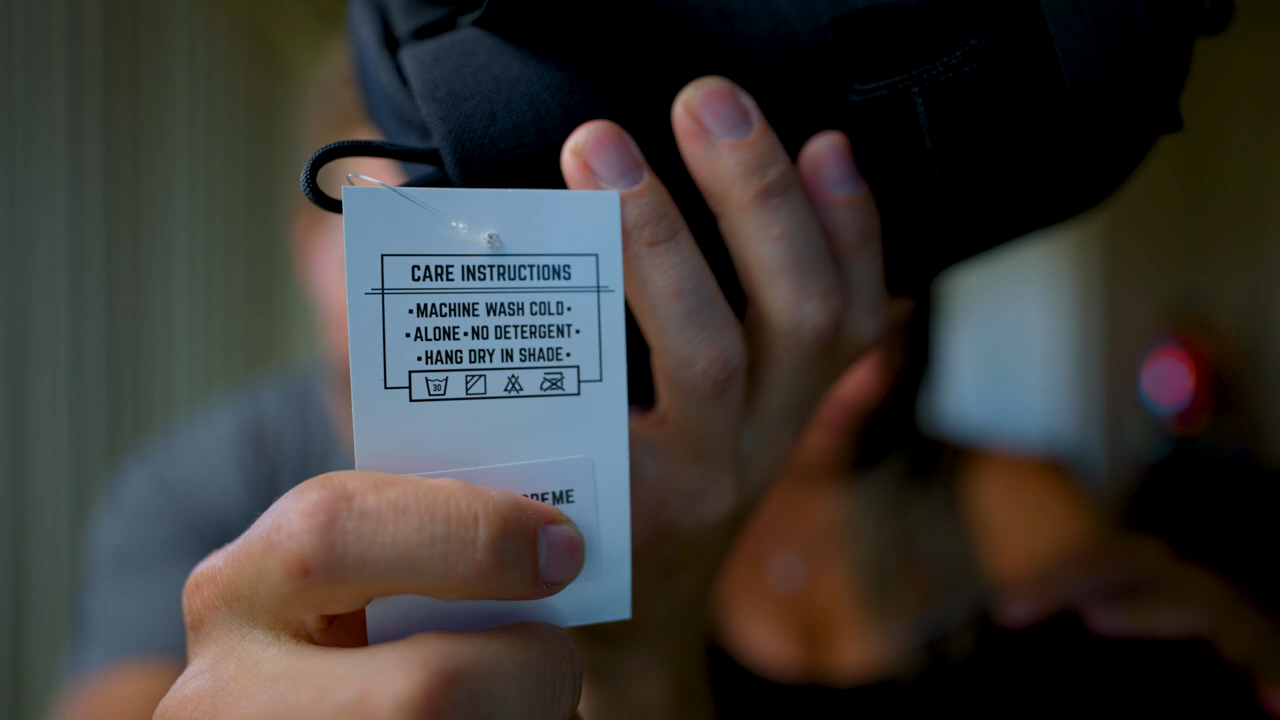 CARE INSTRUCTIONS
▪MACHINE WASH COLD▪
▪ALONE▪NO DETERGENT▪
▪HANG DRY IN SHADE▪
30